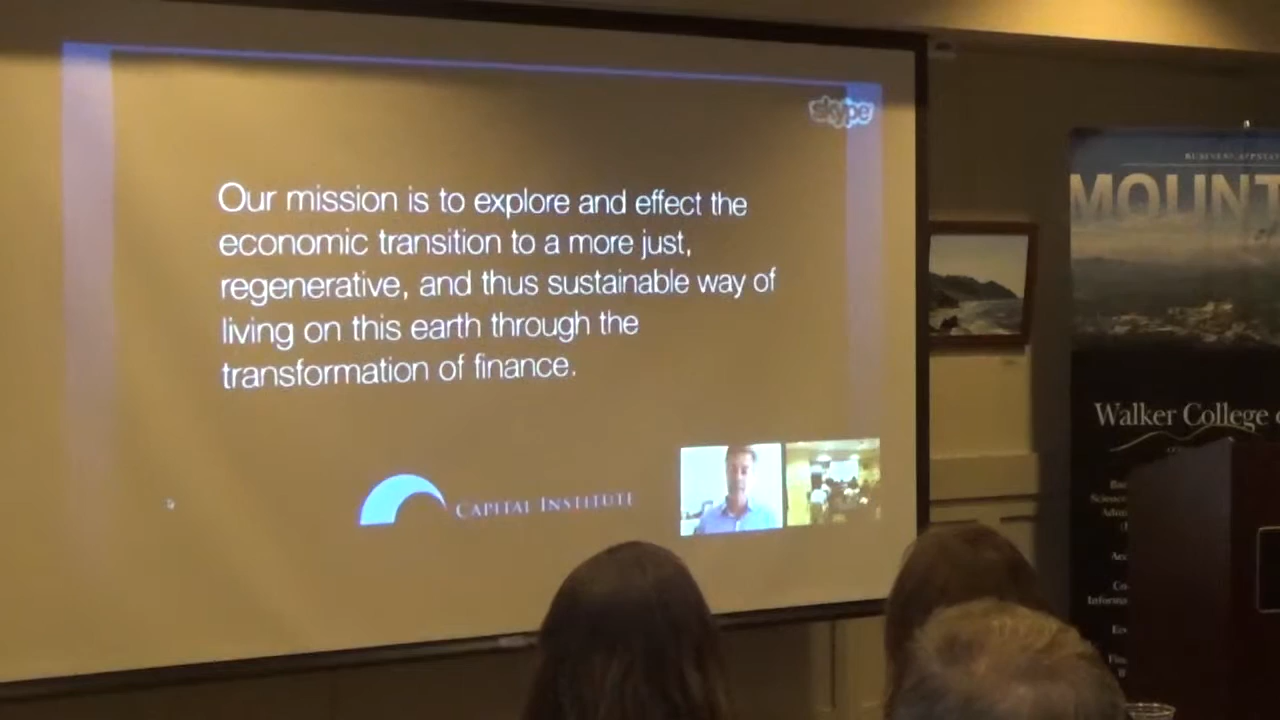 skype
Our mission is to explore and effect the
economic transition to a more just,
regenerative, and thus sustainable way of
living on this earth through the
transformation of finance.
CAPITAL INSTITUTE
MOUNT
Walker College